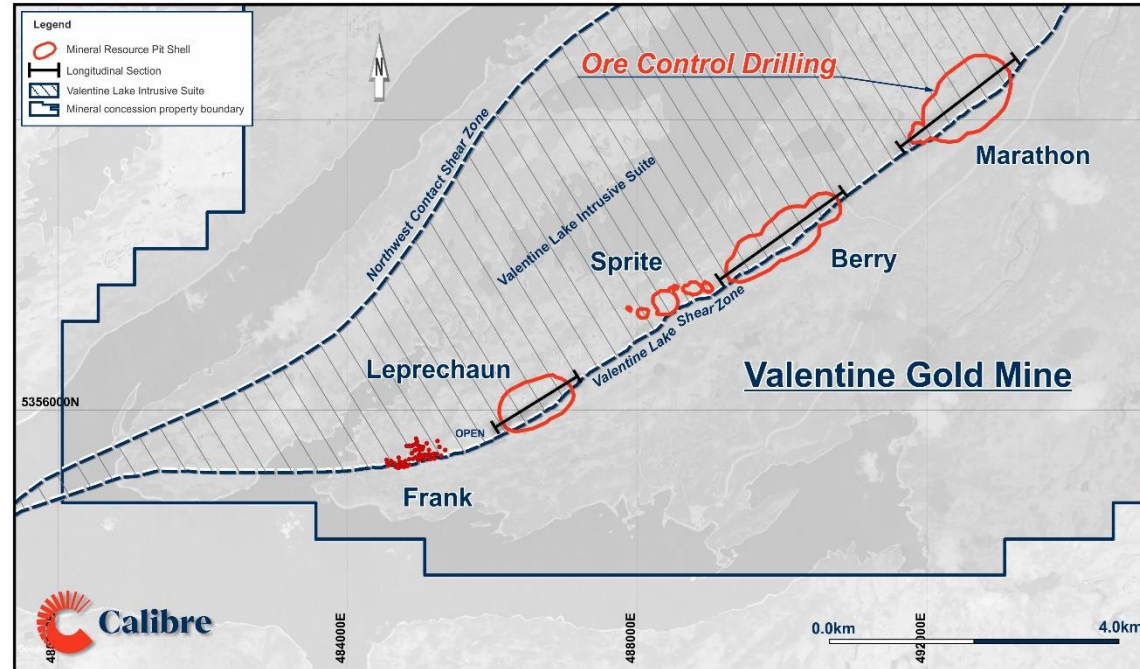 Legend
Mineral Resource Pit Shell
Longitudinal Section
Valentine Lake Intrusive Suite
Mineral concession property boundary
N
Ore Control Drilling
Marathon
Northwest Contact Shear Zone
Valentine Lake Intrusive Suite
Sprite
Berry
Valentine Lake Shear Zone
Leprechaun
Valentine Gold Mine
5356000N
OPEN
Frank
Calibre
484000E
488000E
492000E
0.0km
4.0km